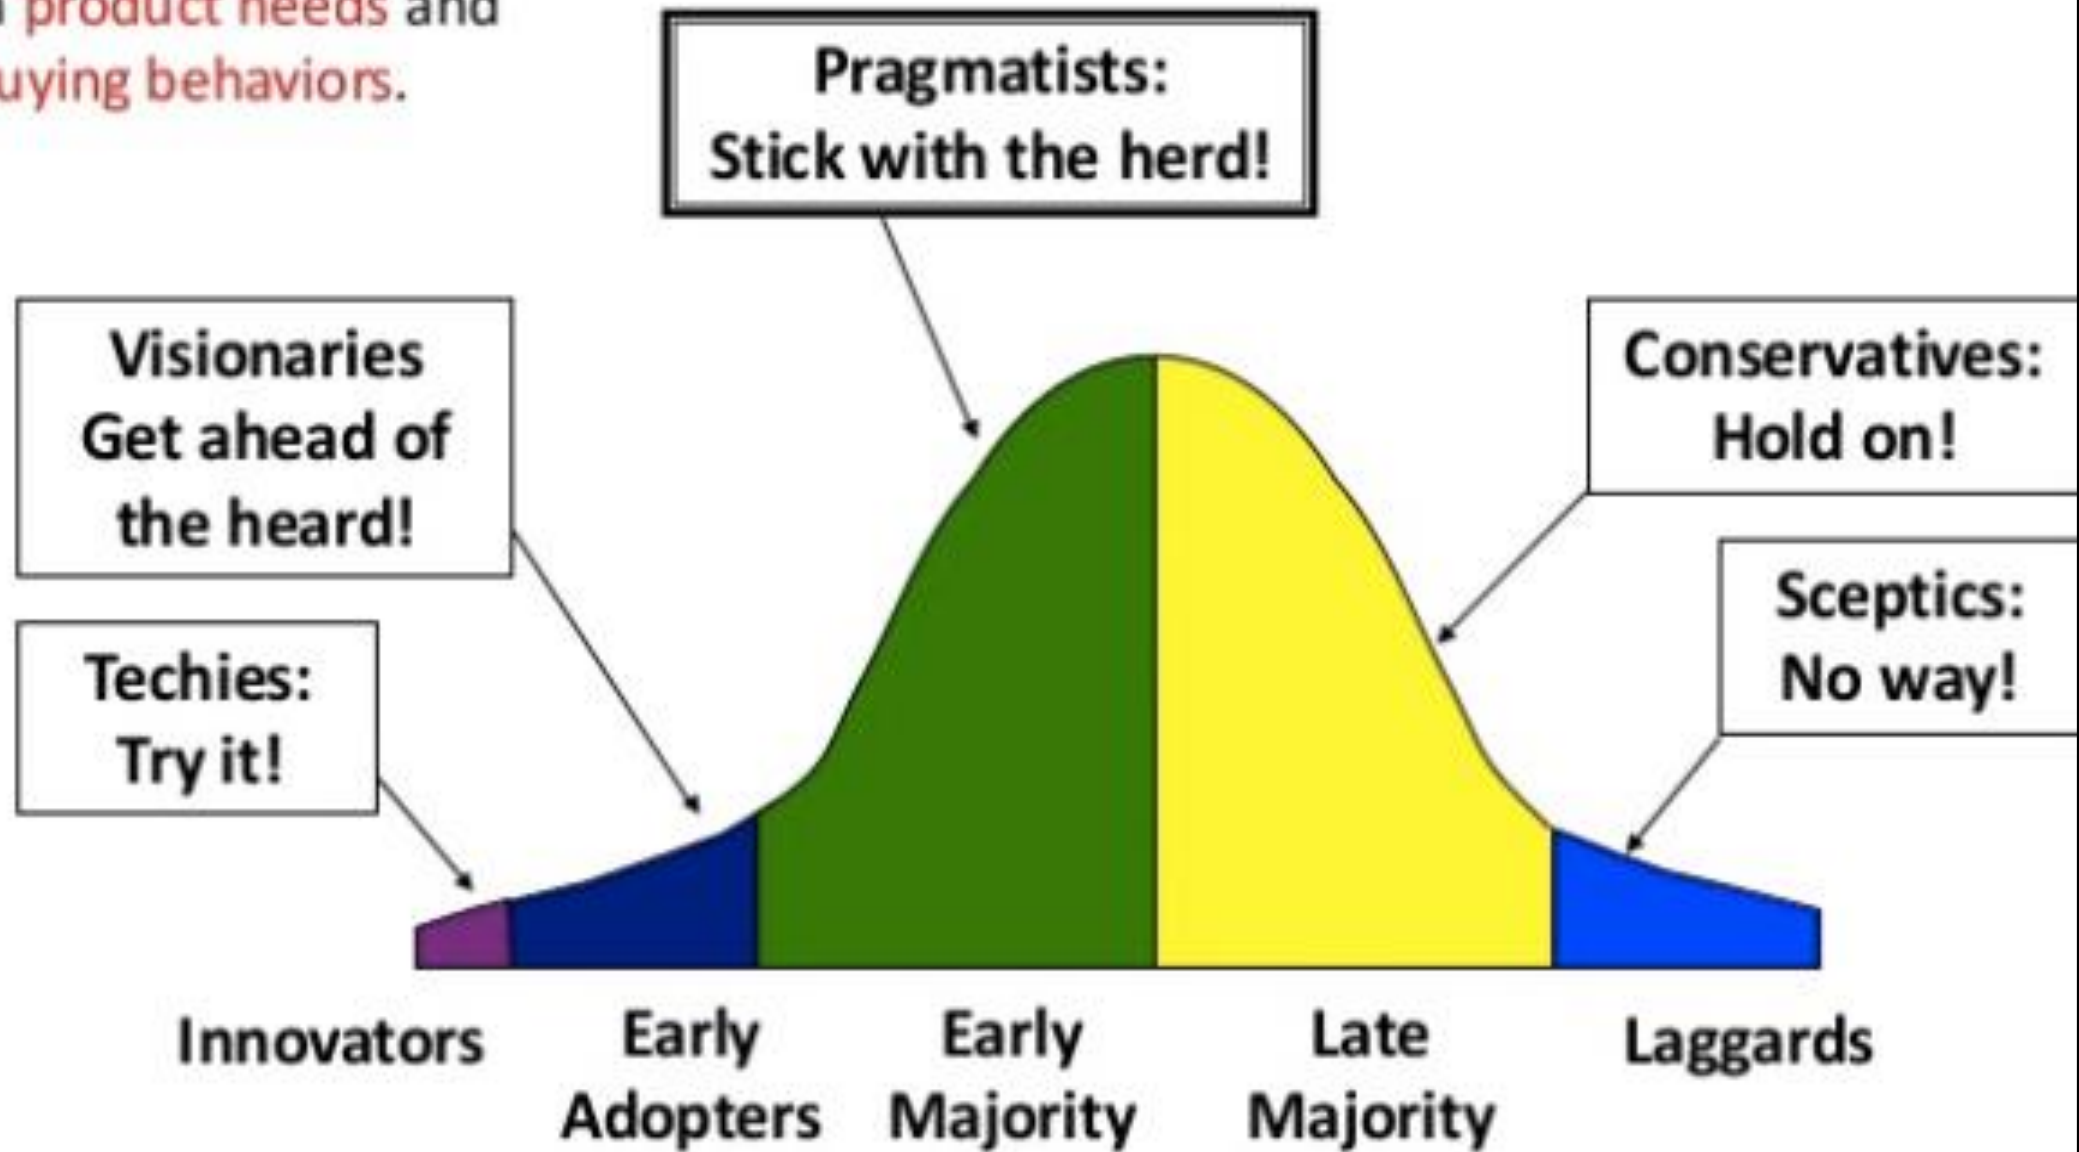 product needs and
uying behaviors.
Pragmatists:
Stick with the herd!
Visionaries
Get ahead of
the heard!
Techies:
Try it!
Conservatives:
Hold on!
Sceptics:
No way!
Innovators
Early
Adopters
Early
Majority
Late
Majority
Laggards